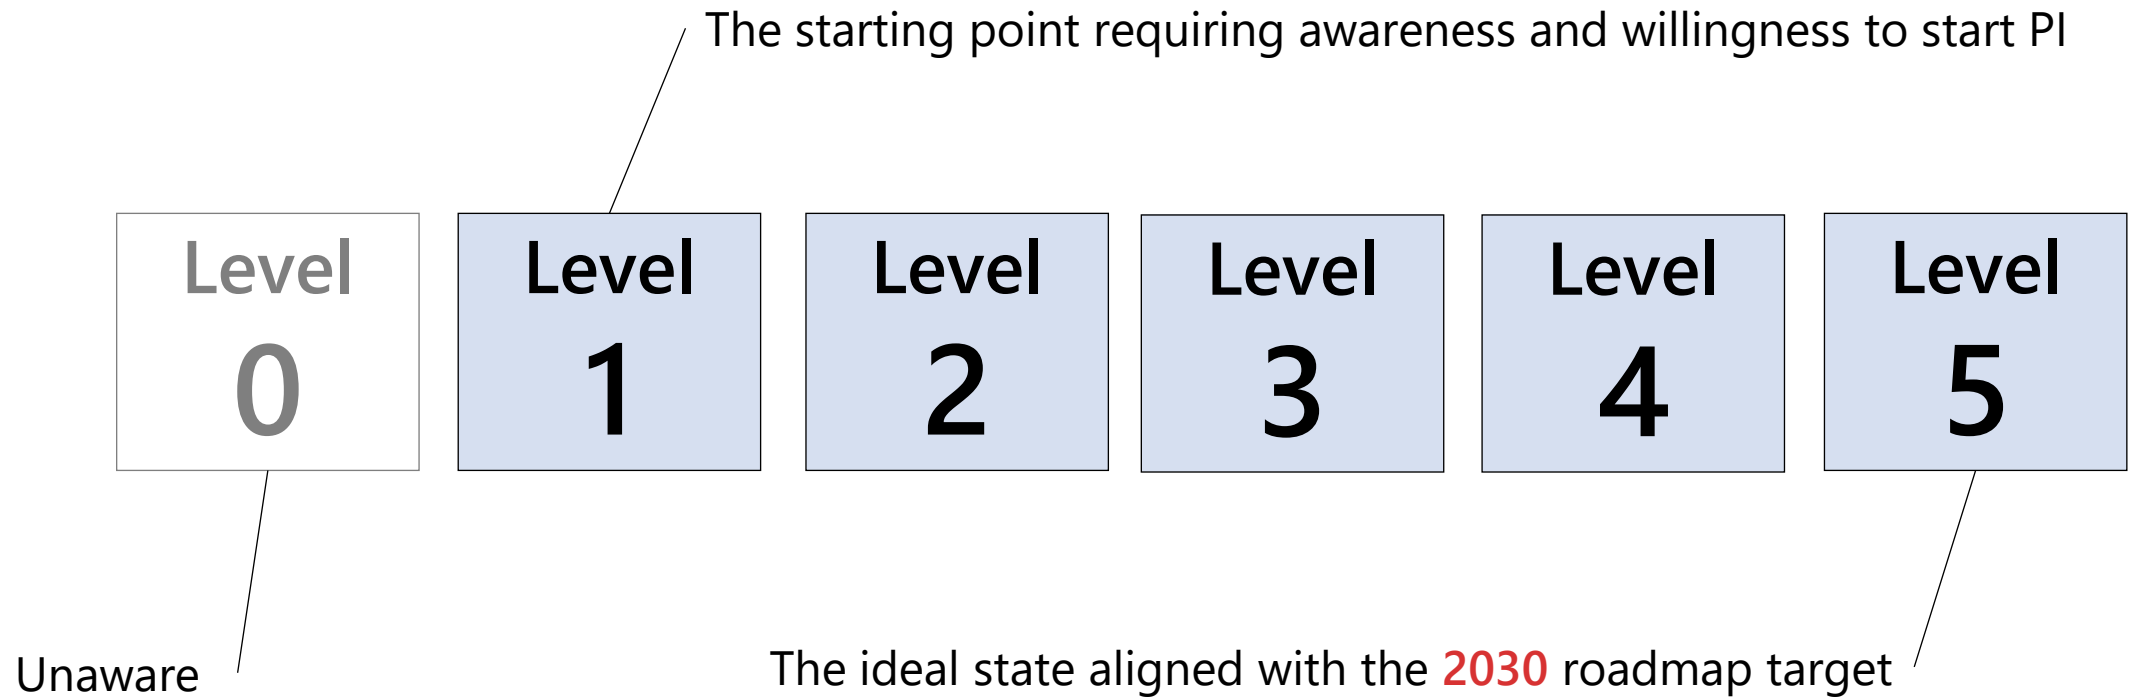 The starting point requiring awareness and willingness to start PI
Level
0
Level
1
Level
2
Level
3
Level
4
Level
5
Unaware
The ideal state aligned with the 2030 roadmap target